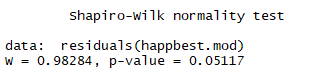 Shapiro-Wilk normality test
data:  residuals(happbest.mod)
W = 0.98284, p-value = 0.05117